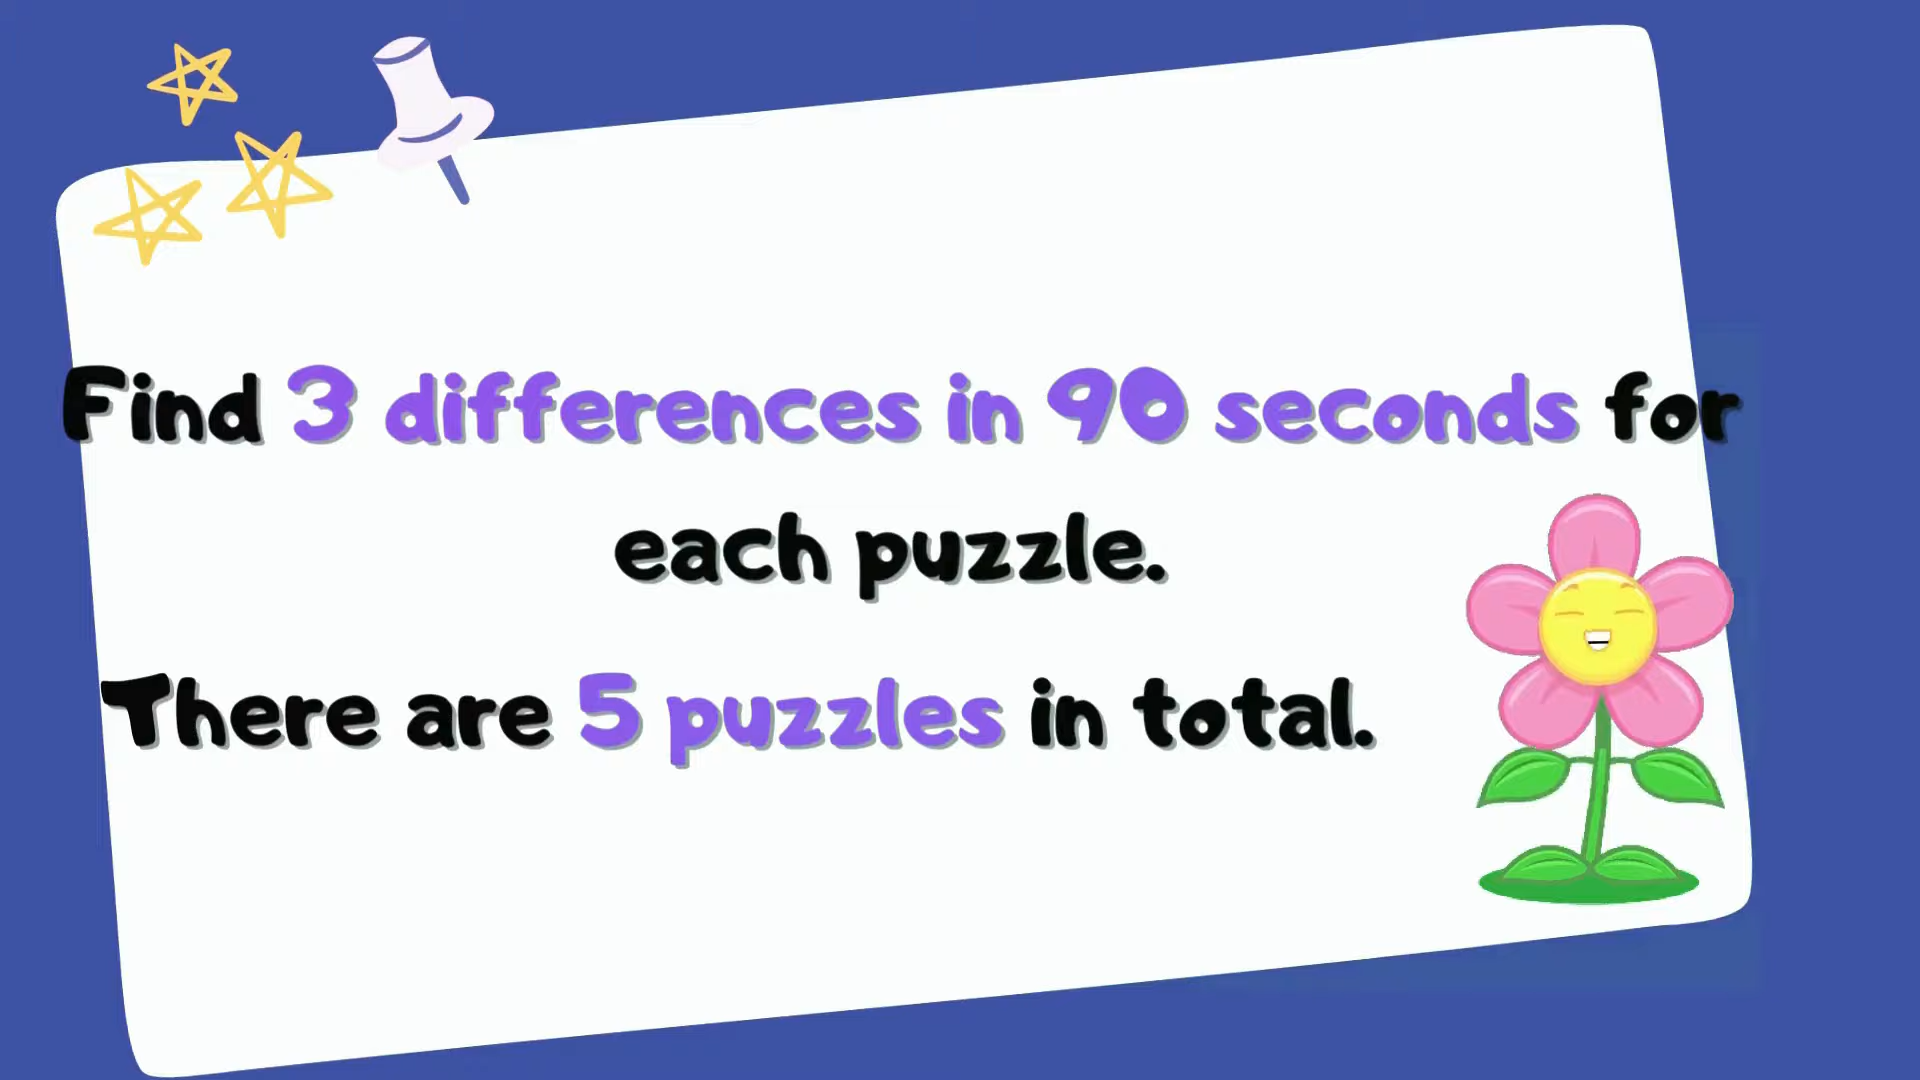 Find 3 differences in 90 seconds for
each puzzle.
There are 5 puzzles in total.